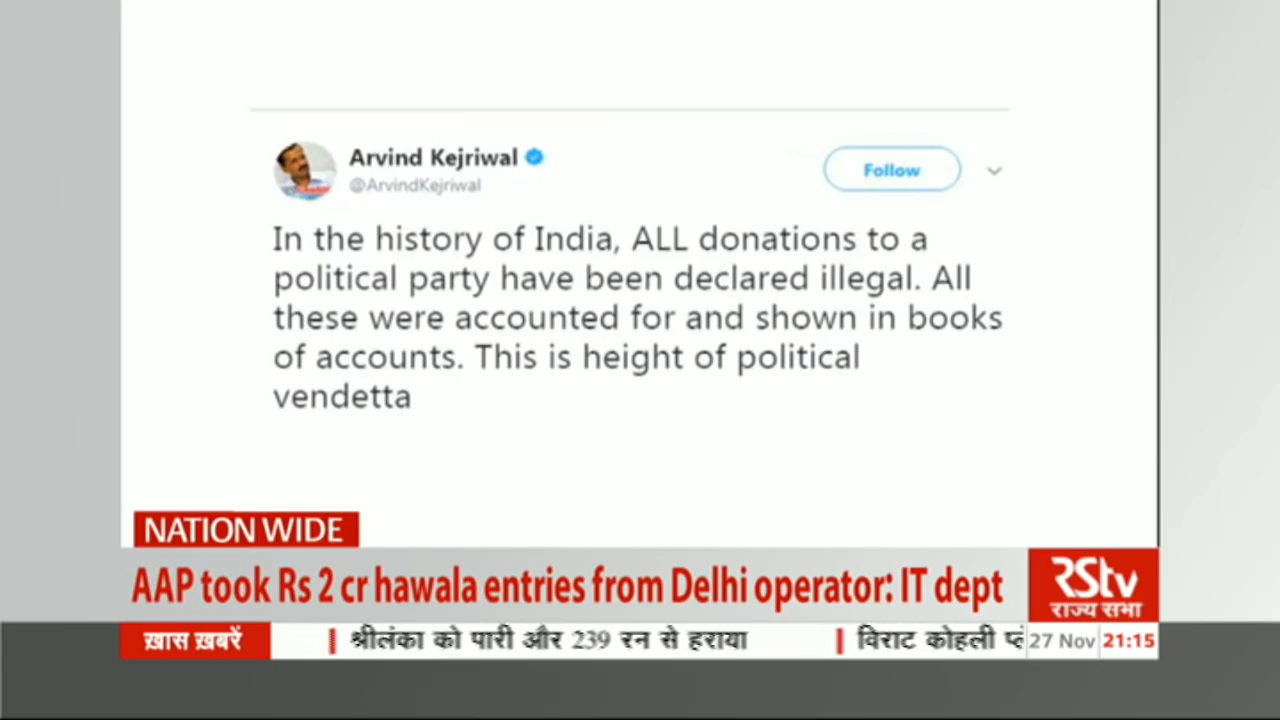 Arvind Kejriwal
@ArvindKejriwal
Follow
In the history of India, ALL donations to a
political party have been declared illegal. All
these were accounted for and shown in books
of accounts. This is height of political
vendetta
NATION WIDE
AAP took Rs 2 cr hawala entries from Delhi operator: IT dept
RStv
राज्य सभा
ख़ास ख़बरें
श्रीलंका को पारी और 239 रन से हराया
विराट कोहली
27 Nov 21:15